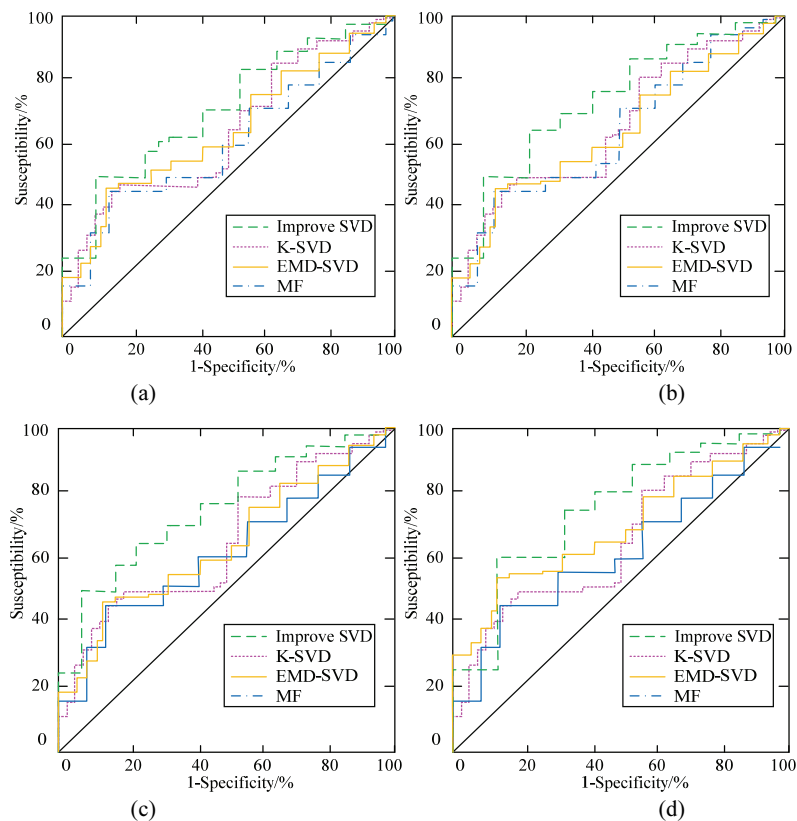 100
80
60
40
20
0
Susceptibility/%
Improve SVD
K-SVD
EMD-SVD
MF
0 20 40 60 80 100
1-Specificity/%
(a)
100
80
60
40
20
0
Susceptibility/%
Improve SVD
K-SVD
EMD-SVD
MF
0 20 40 60 80 100
1-Specificity/%
(b)
100
80
60
40
20
0
Susceptibility/%
Improve SVD
K-SVD
EMD-SVD
MF
0 20 40 60 80 100
1-Specificity/%
(c)
100
80
60
40
20
0
Susceptibility/%
Improve SVD
K-SVD
EMD-SVD
MF
0 20 40 60 80 100
1-Specificity/%
(d)